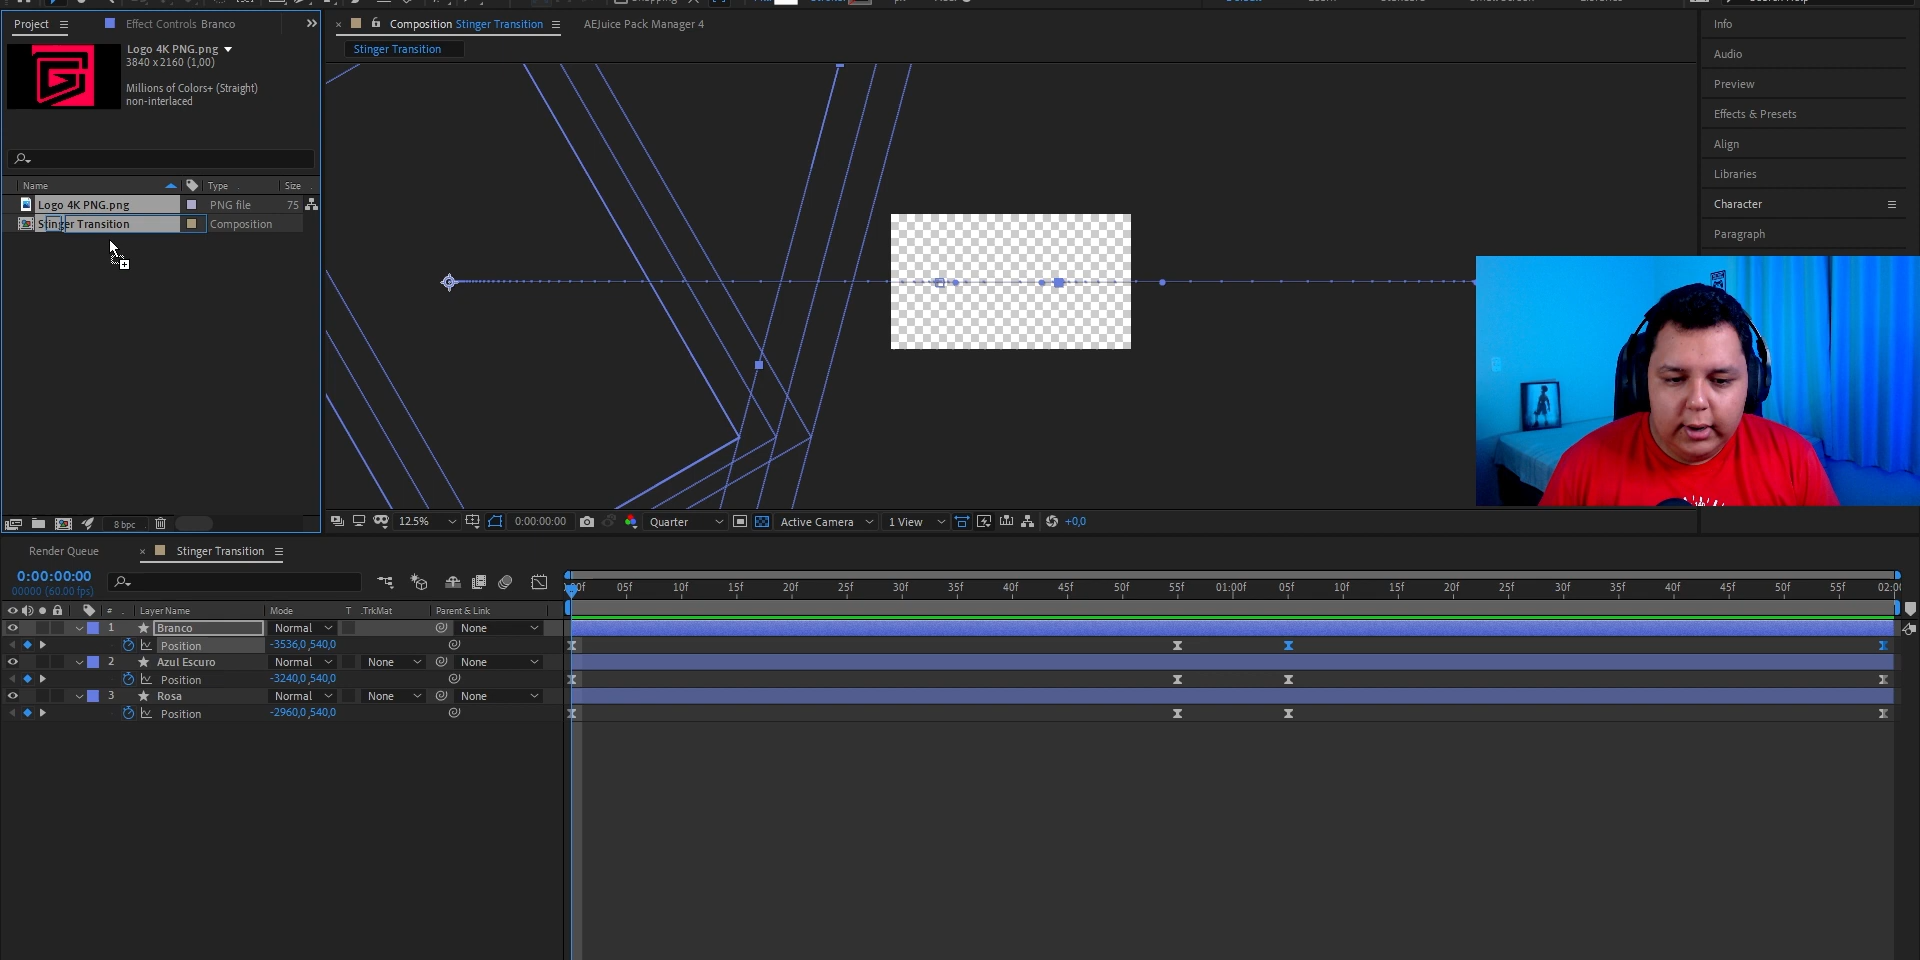 Project
Effect Controls Branco
Composition Stinger Transition
AEJuice Pack Manager 4
Stinger Transition
Logo 4K PNG.png
3840 x 2160 (1,00)
Millions of Colors+ (Straight)
non-interlaced
Name
Type
Size
Logo 4K PNG.png
PNG file
75
Stinger Transition
Composition
8 bpc
12.5%
0:00:00:00
Quarter
Active Camera
1 View
+0,0
Info
Audio
Preview
Effects & Presets
Align
Libraries
Character
Paragraph
Render Queue
Stinger Transition
0:00:00:00
00000 (60.00 fps)
05f 10f 15f 20f 25f 30f 35f 40f 45f 50f 55f 01:00f 05f 10f 15f 20f 25f 30f 35f 40f 45f 50f 55f
# Layer Name Mode T .TrkMat Parent & Link
1 Branco Normal None
Position -3536,0,540,0
2 Azul Escuro Normal None None
Position -3240,0,540,0
3 Rosa Normal None None
Position -2960,0,540,0